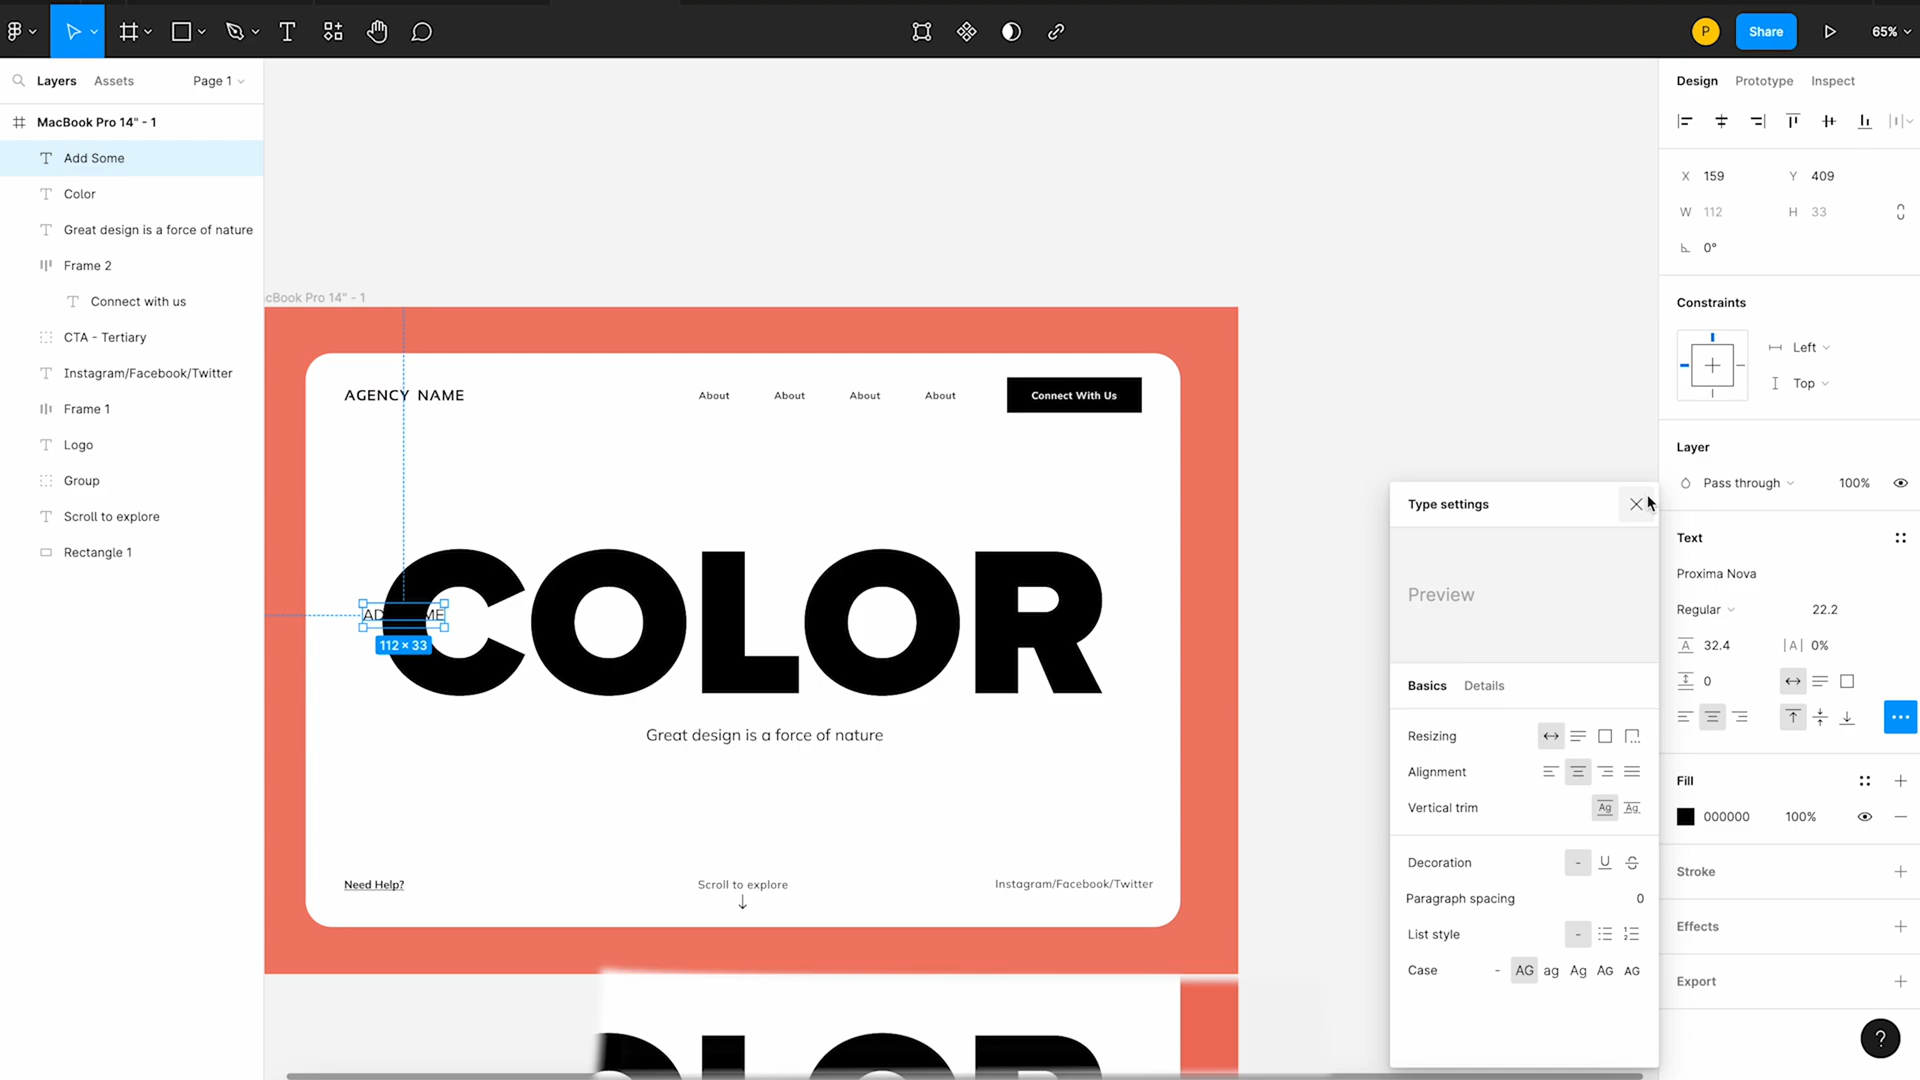 P
Share
65%
Layers
Assets
Page 1
MacBook Pro 14" - 1
Add Some
Color
Great design is a force of nature
Frame 2
Connect with us
CTA - Tertiary
Instagram/Facebook/Twitter
Frame 1
Logo
Group
Scroll to explore
Rectangle 1
cBook Pro 14" - 1
AGENCY NAME
About
About
About
About
Connect With Us
COLOR
112 × 33
Great design is a force of nature
Need Help?
Scroll to explore
Instagram/Facebook/Twitter
Type settings
Preview
Basics
Details
Resizing
Alignment
Vertical trim
Ag
Ag
Decoration
-
U
S
Paragraph spacing
0
List style
-
Case
-
AG
ag
Ag
AG
AG
Design
Prototype
Inspect
X 159
Y 409
W 112
H 33
0°
Constraints
Left
Top
Layer
Pass through
100%
Text
Proxima Nova
Regular
22.2
A 32.4
|A| 0%
0
Fill
000000
100%
Stroke
Effects
Export
?